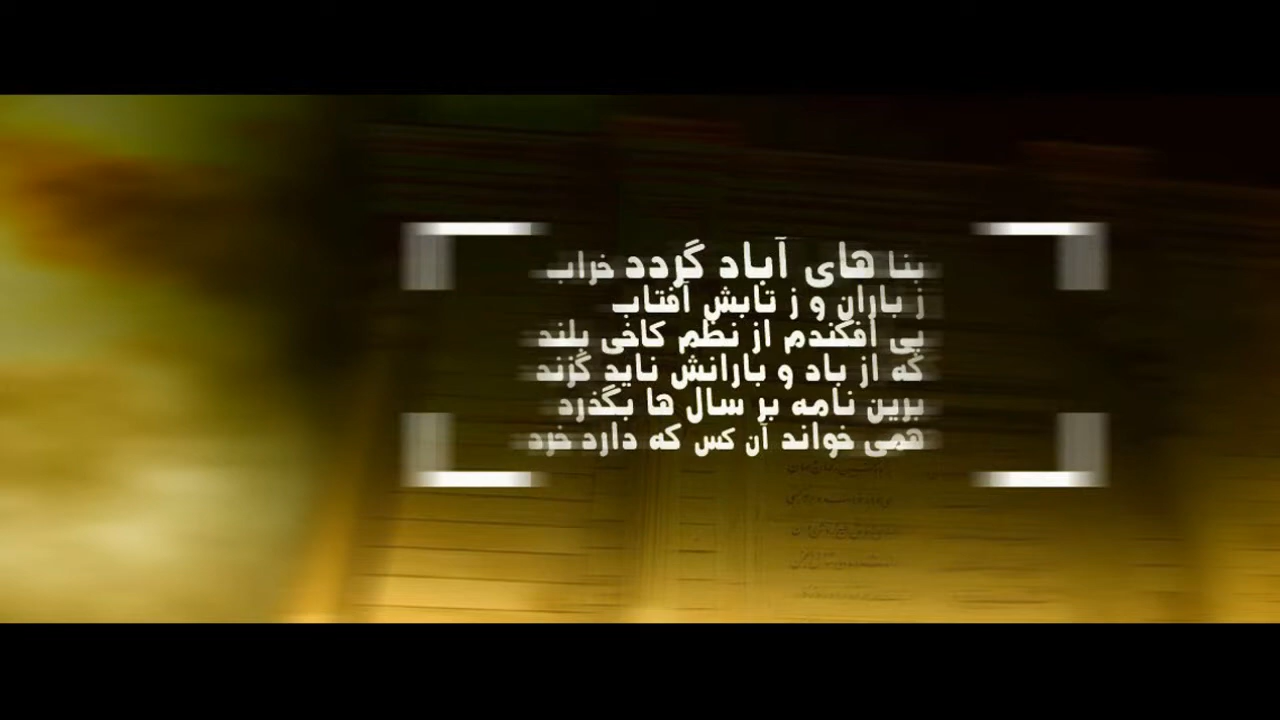 بنا های آباد گردد خراب
ز باران و ز تابش آفتاب
پی افکندم از نظم کاخی بلند
که از باد و بارانش ناید گزند
برین نامه بر سال ها بگذرد
همی خواند آن کس که دارد خرد